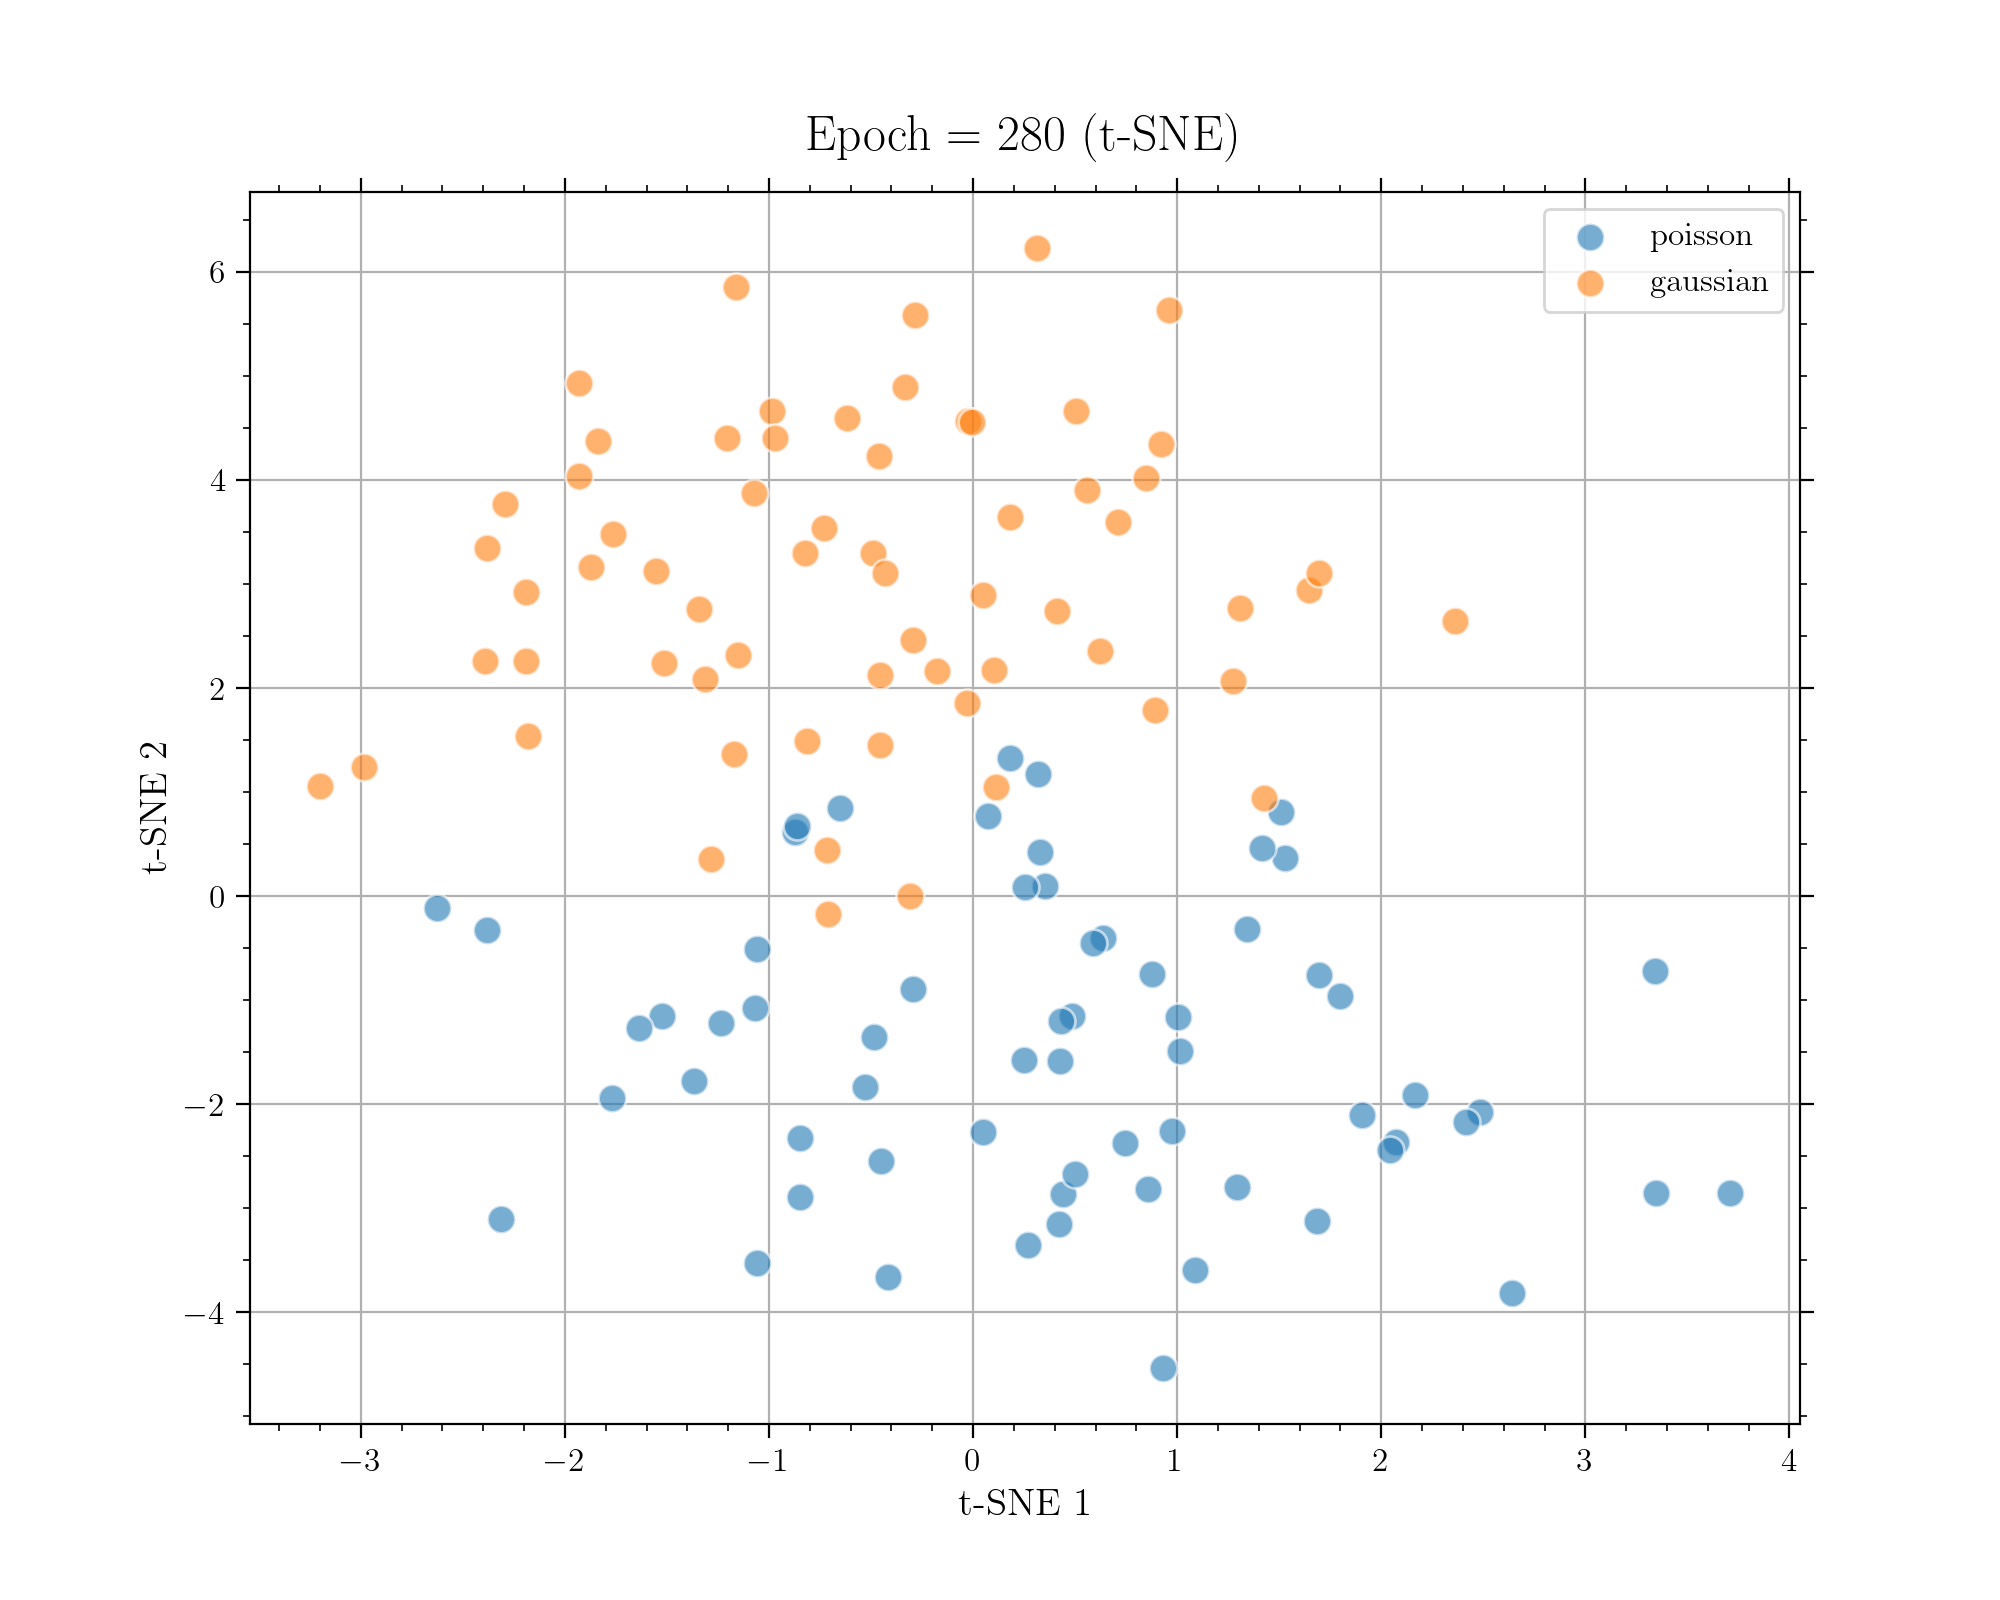 Epoch = 280 (t-SNE)
poisson
gaussian
6
4
2
0
−2
−4
t-SNE 2
−3 −2 −1 0 1 2 3 4
t-SNE 1